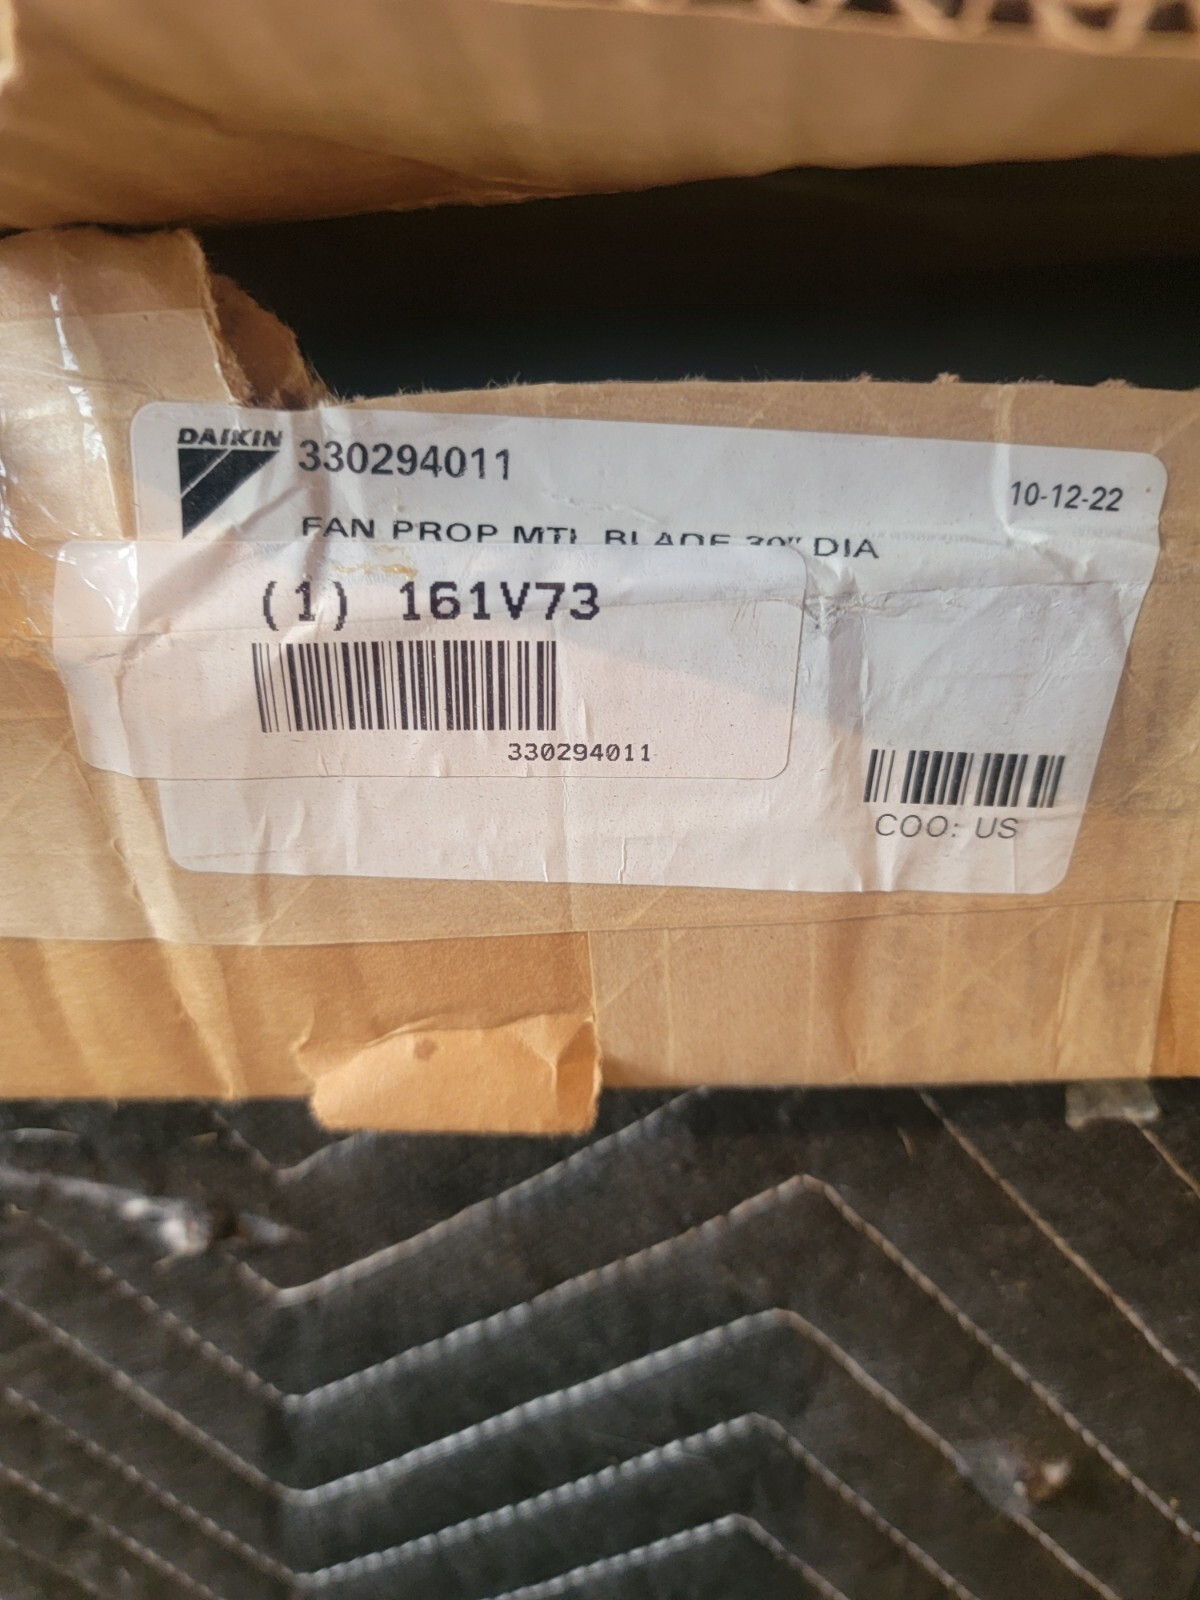 DAIKIN 330294011
10-12-22
FAN PROP MTL BLADE 30" DIA
(1) 161V73
330294011
COO: US